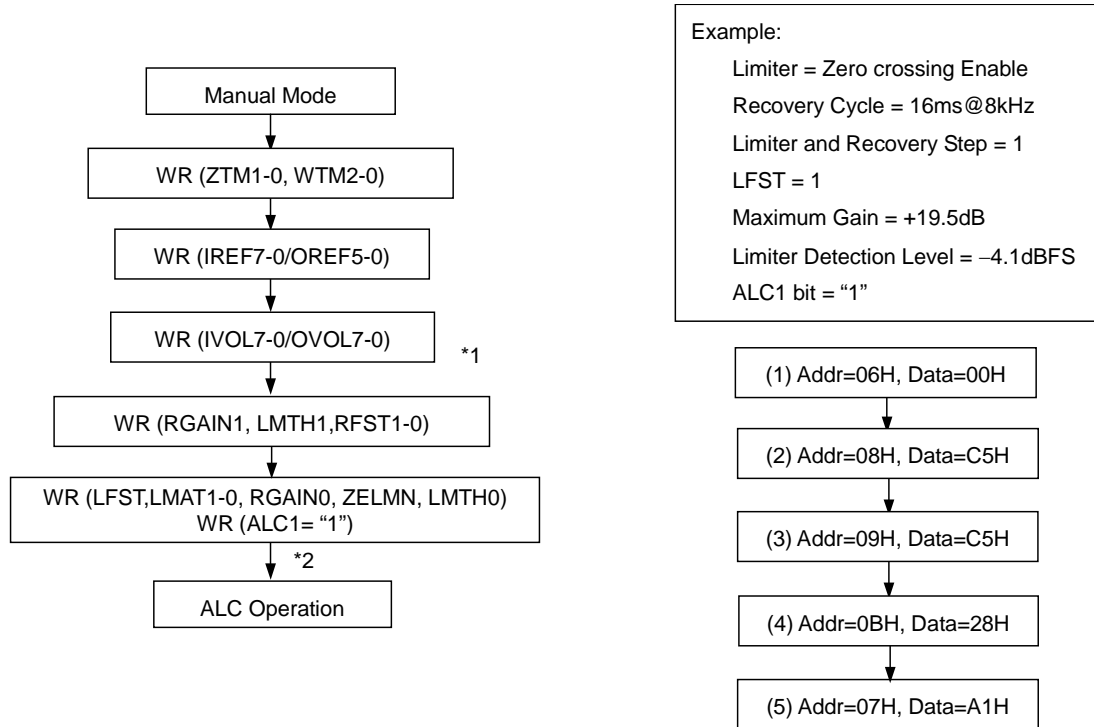 Manual Mode
WR (ZTM1-0, WTM2-0)
WR (IREF7-0/OREF5-0)
WR (IVOL7-0/OVOL7-0)
*1
WR (RGAIN1, LMTH1,RFST1-0)
WR (LFST,LMAT1-0, RGAIN0, ZELMN, LMTH0)
WR (ALC1= “1”)
*2
ALC Operation
Example:
Limiter = Zero crossing Enable
Recovery Cycle = 16ms@8kHz
Limiter and Recovery Step = 1
LFST = 1
Maximum Gain = +19.5dB
Limiter Detection Level = −4.1dBFS
ALC1 bit = “1”
(1) Addr=06H, Data=00H
(2) Addr=08H, Data=C5H
(3) Addr=09H, Data=C5H
(4) Addr=0BH, Data=28H
(5) Addr=07H, Data=A1H